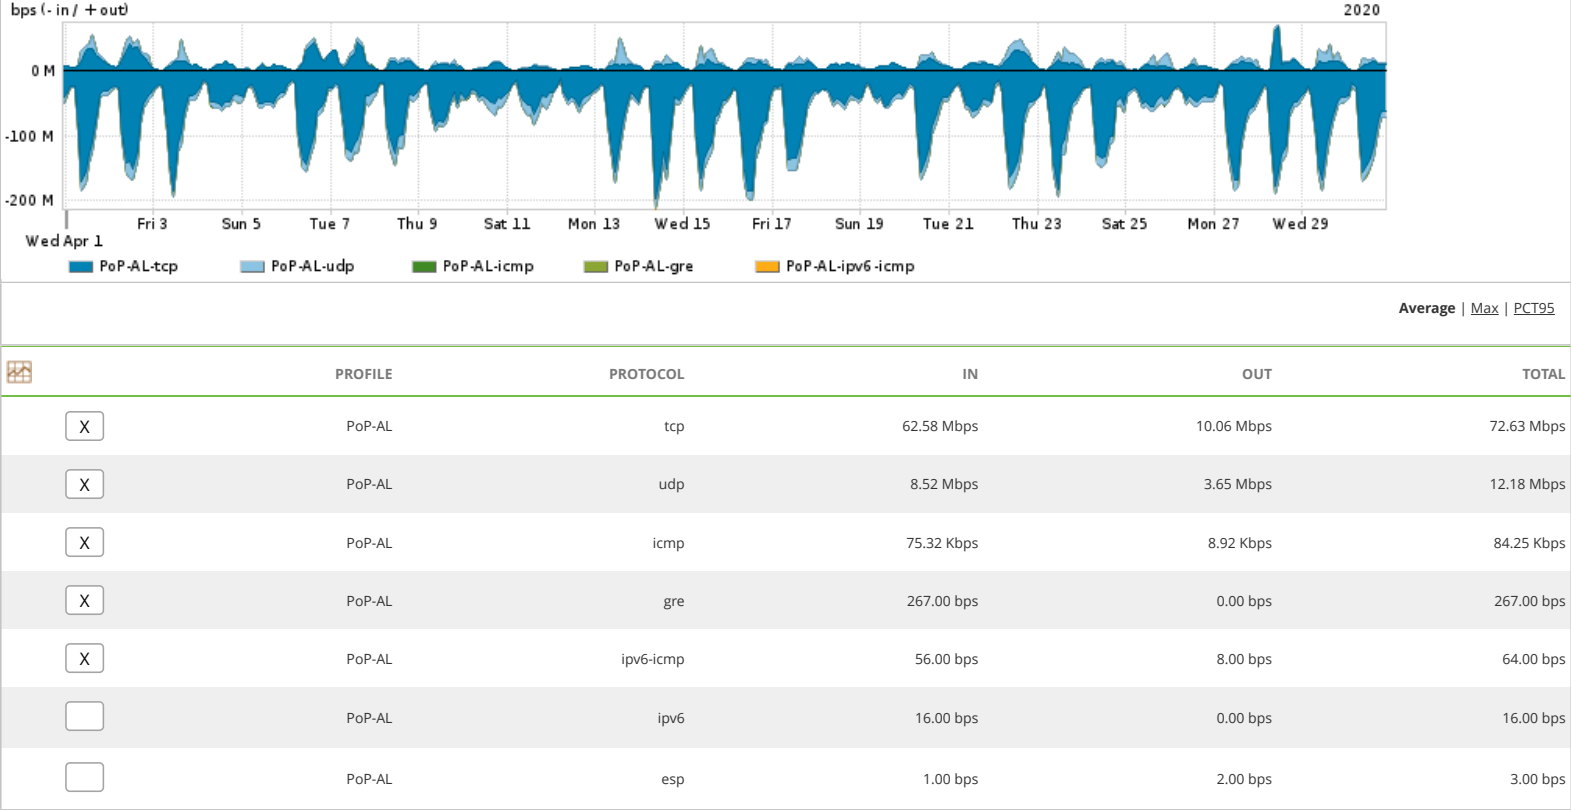 bps (- in / + out) 2020
0 M
-100 M
-200 M
Fri 3 Sun 5 Tue 7 Thu 9 Sat 11 Mon 13 Wed 15 Fri 17 Sun 19 Tue 21 Thu 23 Sat 25 Mon 27 Wed 29
Wed Apr 1
PoP-AL-tcp PoP-AL-udp PoP-AL-icmp PoP-AL-gre PoP-AL-ipv6-icmp
Average | Max | PCT95
PROFILE PROTOCOL IN OUT TOTAL
X PoP-AL tcp 62.58 Mbps 10.06 Mbps 72.63 Mbps
X PoP-AL udp 8.52 Mbps 3.65 Mbps 12.18 Mbps
X PoP-AL icmp 75.32 Kbps 8.92 Kbps 84.25 Kbps
X PoP-AL gre 267.00 bps 0.00 bps 267.00 bps
X PoP-AL ipv6-icmp 56.00 bps 8.00 bps 64.00 bps
PoP-AL ipv6 16.00 bps 0.00 bps 16.00 bps
PoP-AL esp 1.00 bps 2.00 bps 3.00 bps